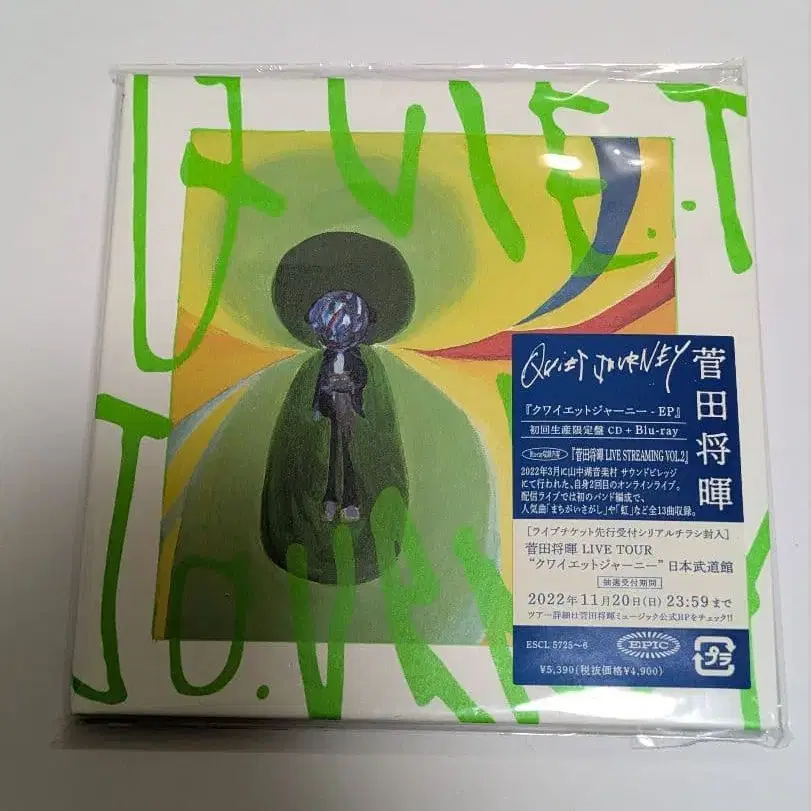 QUIE.T
JO.URNEY
QUIET JOURNEY
菅田将暉
『クワイエットジャーニー - EP』
初回生産限定盤 CD + Blu-ray
『菅田将暉 LIVE STREAMING VOL.2』
2022年3月に山中湖音楽村 サウンドビレッジ
にて行われた、自身2回目のオンラインライブ。
配信ライブでは初のバンド編成で、
人気曲「まちがいさがし」や「虹」など全13曲収録。
[ライブチケット先行受付シリアルチラシ封入]
菅田将暉 LIVE TOUR
“クワイエットジャーニー” 日本武道館
抽選受付期間
2022年11月20日(日) 23:59まで
ツアー詳細は菅田将暉ミュージック公式HPをチェック!!
ESCL 5725~6
EPIC
プラ
¥5,390(税抜価格¥4,900)